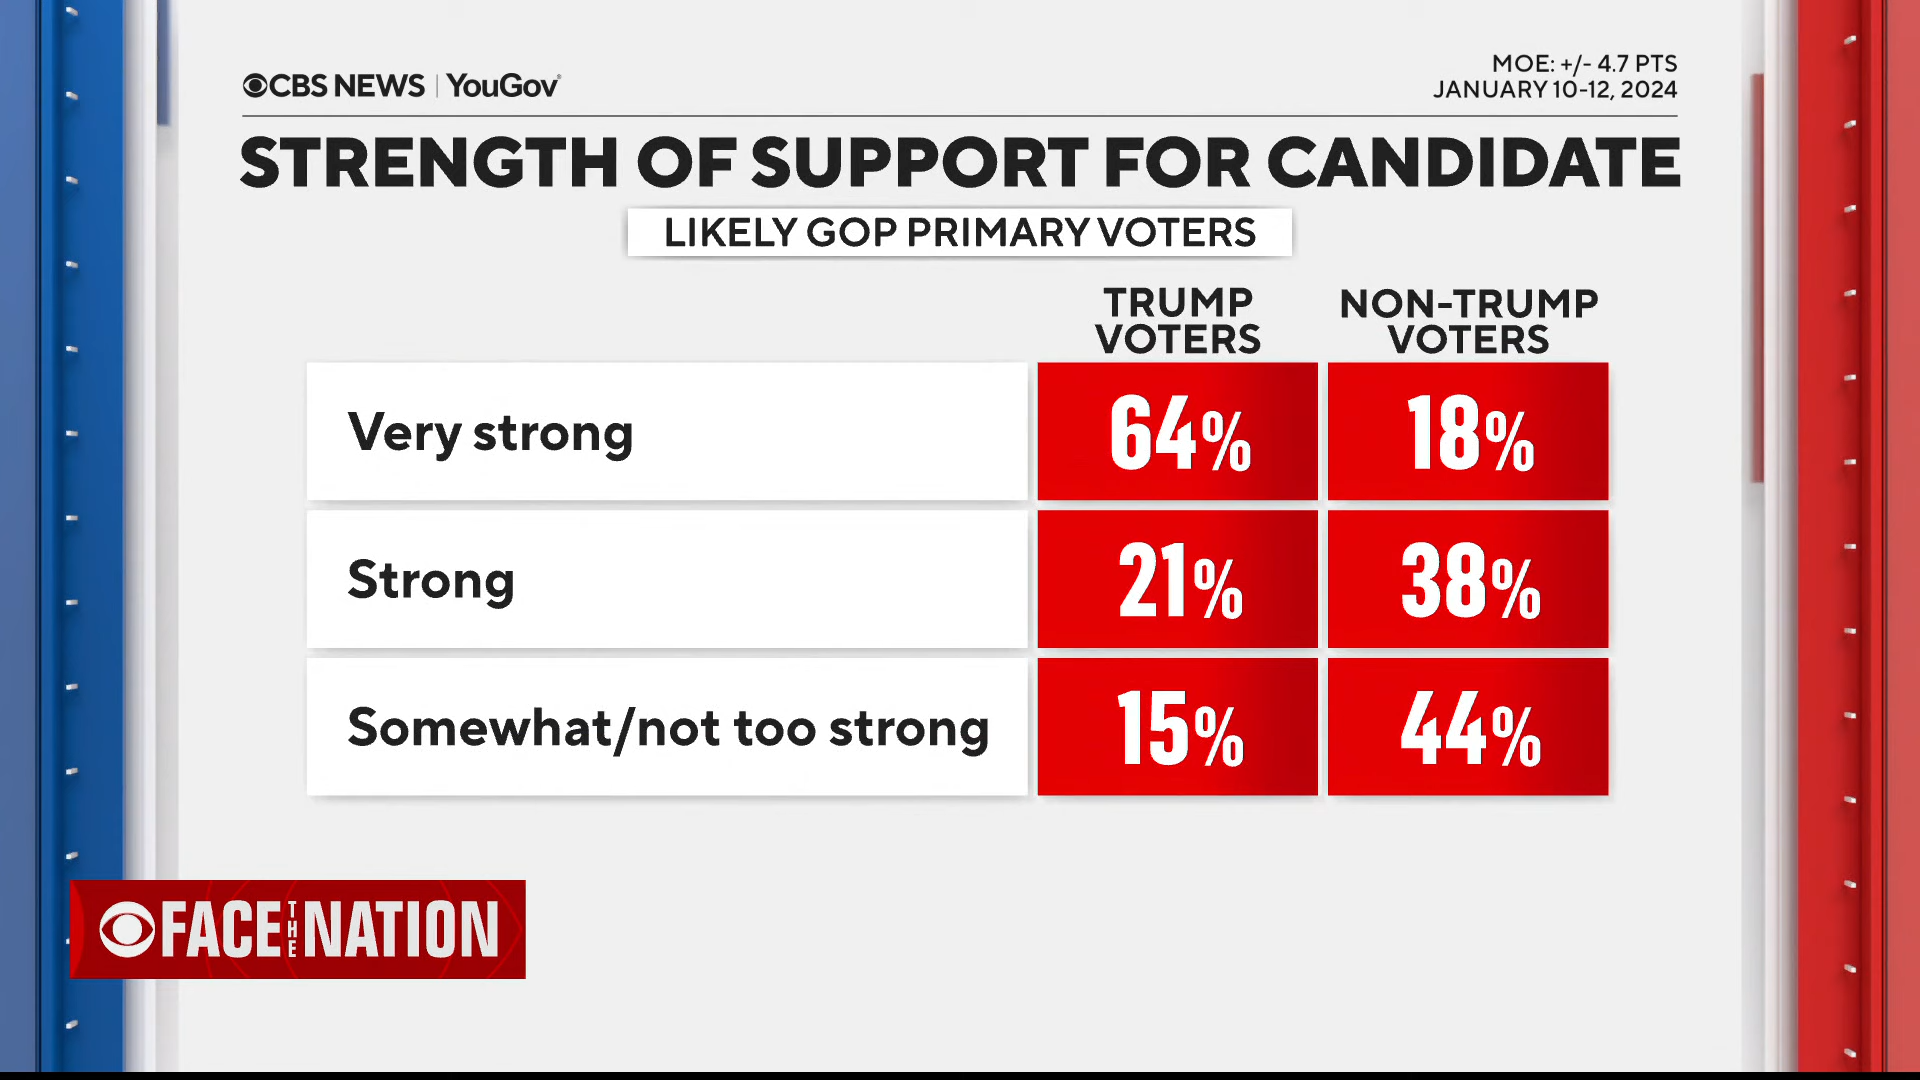 CBS NEWS | YouGov
MOE: +/- 4.7 PTS
JANUARY 10-12, 2024
STRENGTH OF SUPPORT FOR CANDIDATE
LIKELY GOP PRIMARY VOTERS
TRUMP VOTERS
NON-TRUMP VOTERS
Very strong 64% 18%
Strong 21% 38%
Somewhat/not too strong 15% 44%
FACE THE NATION